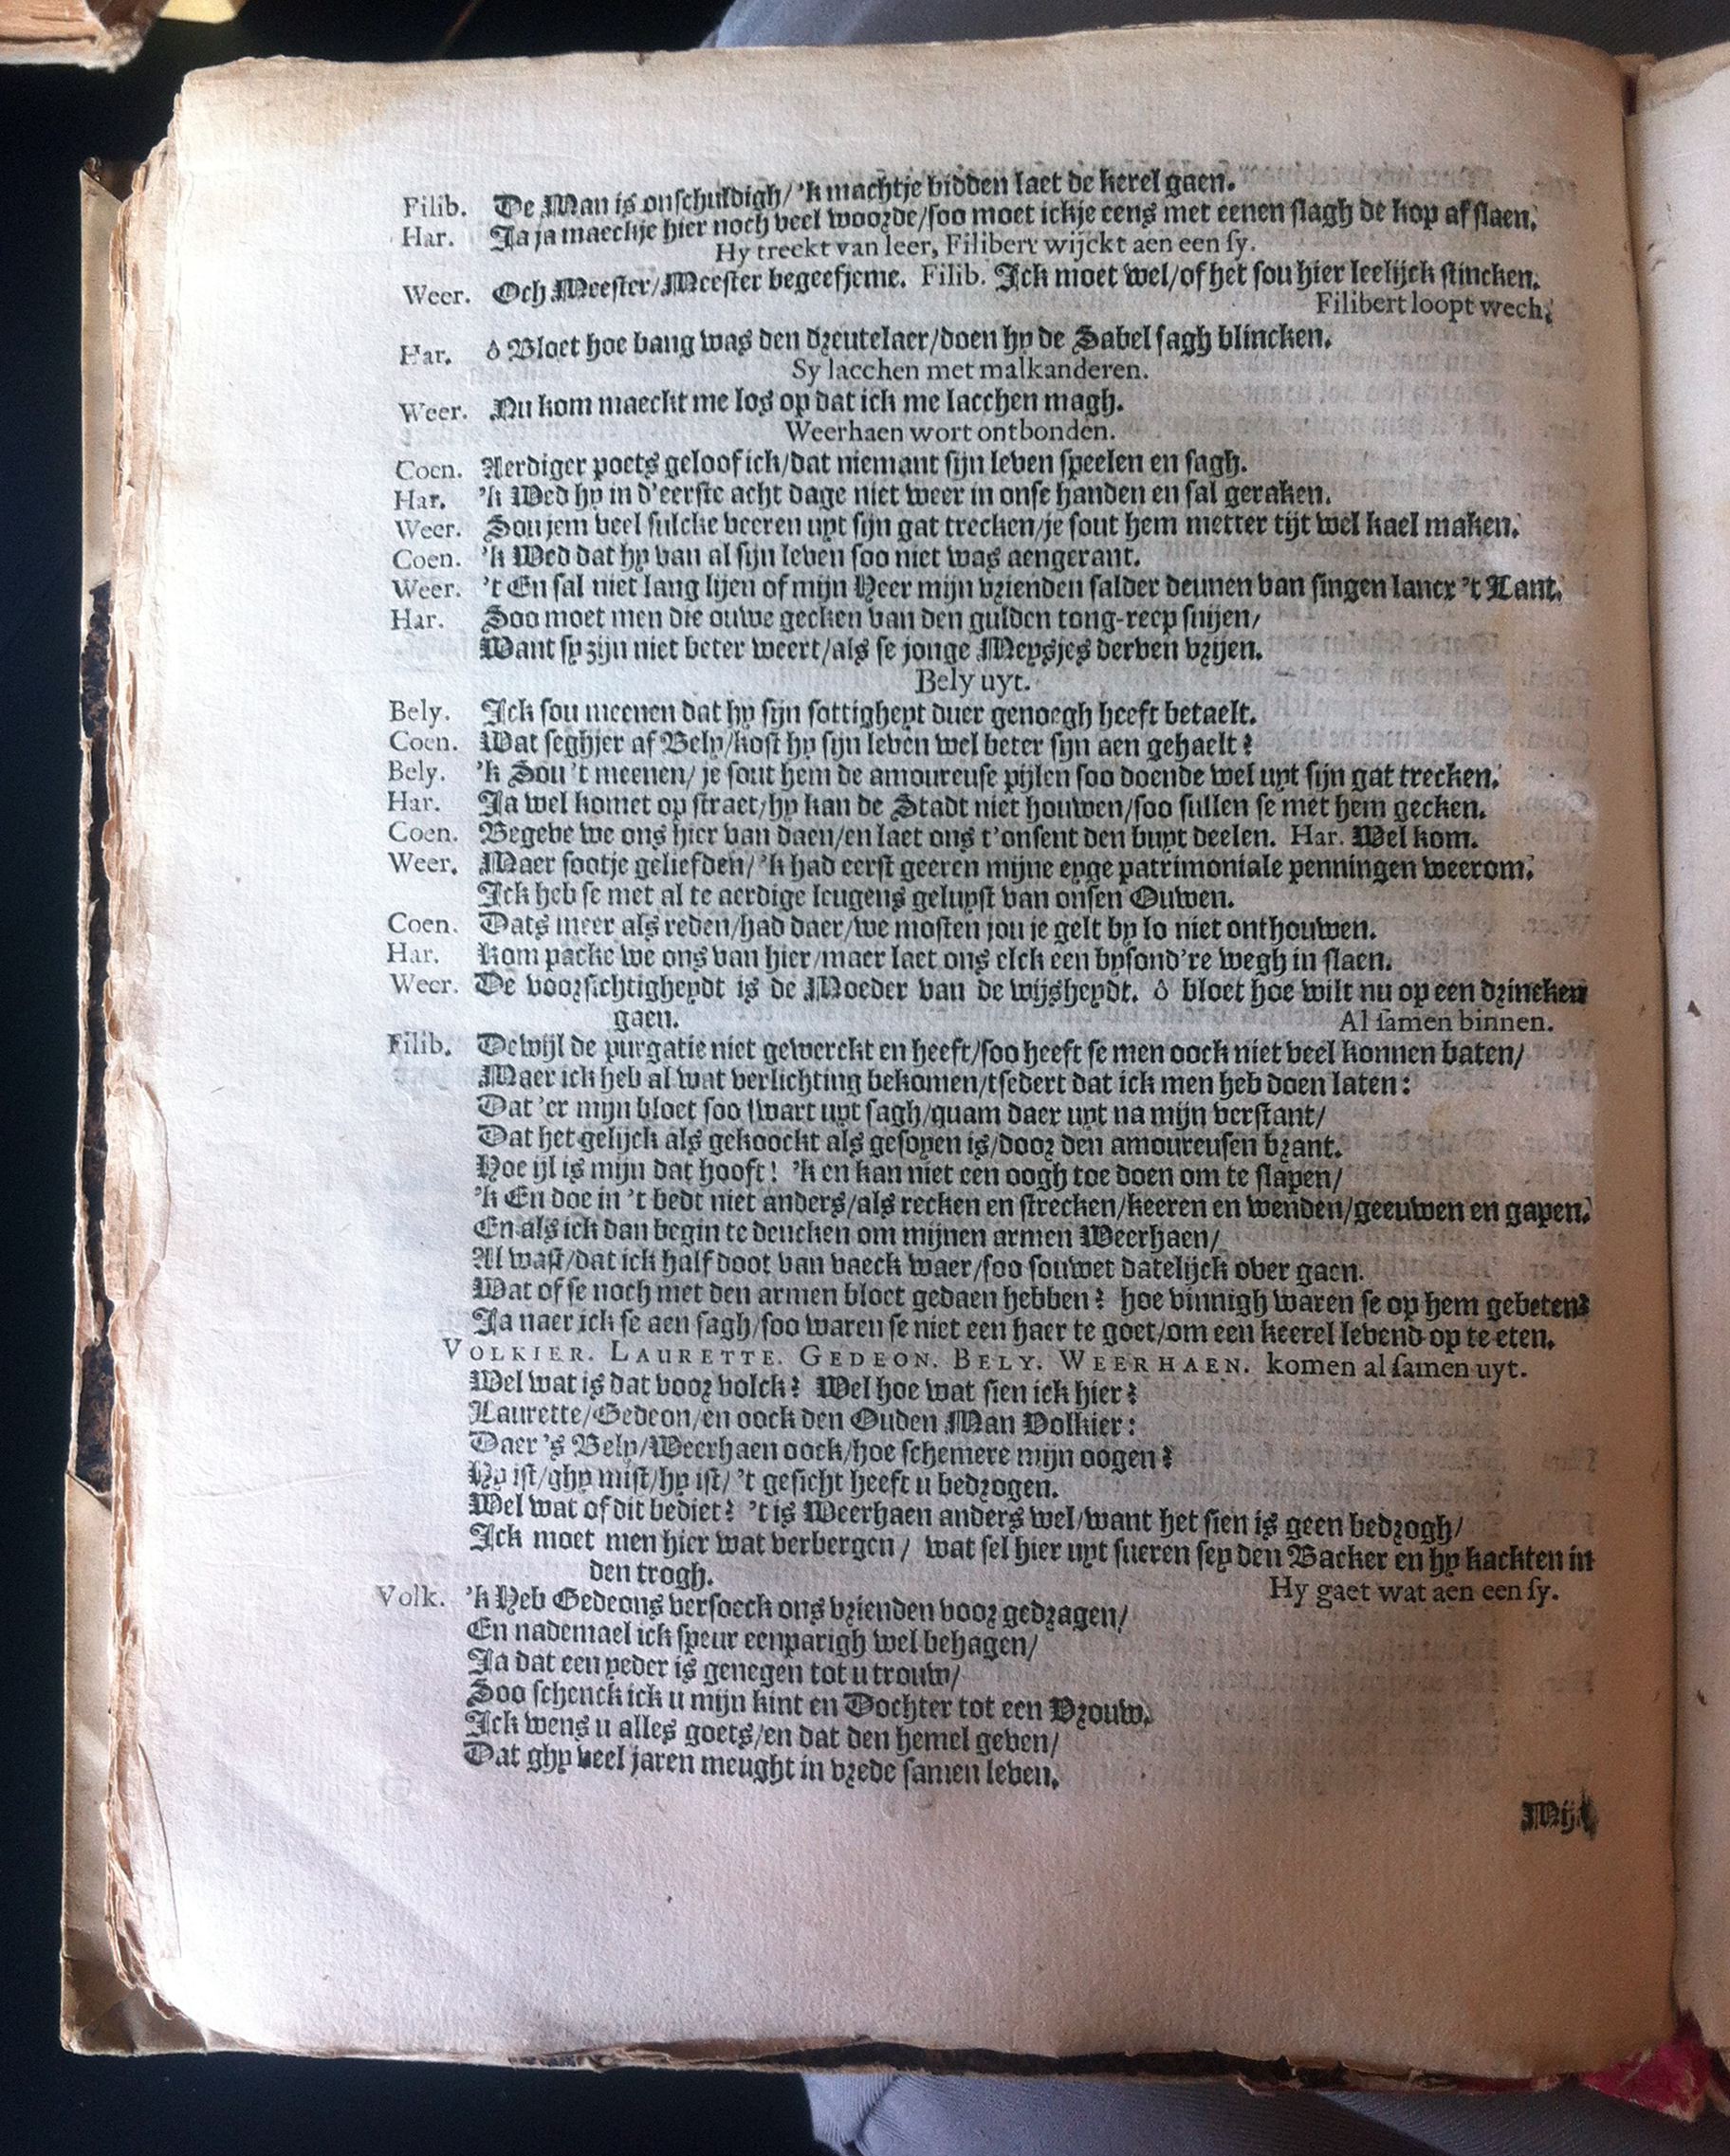 Filib. De Man is onschuldigh/ 'k machtje bidden laet de kerel gaen.
Har. Ja ja maeckje hier noch veel woorde/soo moet ickje eens met eenen slagh de kop af slaen.
Hy treckt van leer, Filibert wijckt aen een sy.
Weer. Och Meester/Meester begeefjeme. Filib. Ick moet wel/of het sou hier leelijck stincken.
Filibert loopt wech.
Har. ô Bloet hoe bang was den dreutelaer/doen hy de Sabel sagh blincken.
Sy lacchen met malkanderen.
Weer. Nu kom maeckt me los op dat ick me lacchen magh.
Weerhaen wort ontbonden.
Coen. Aerdiger poets geloof ick/dat niemant sijn leven speelen en sagh.
Har. 'k Wed hy in d'eerste acht dage niet weer in onse handen en sal geraken.
Weer. Sou jem veel sulcke veeren uyt sijn gat trecken/je sout hem metter tijt wel kael maken.
Coen. 'k Wed dat hy van al sijn leven soo niet was aengerant.
Weer. 't En sal niet lang lijen of mijn Heer mijn vrienden salder deunen van singen lancx 't Lant.
Har. Soo moet men die ouwe gecken van den gulden tong-reep snijen/
Want sy zijn niet beter weert/als se jonge Meysjes derven vrijen.
Bely uyt.
Bely. Ick sou meenen dat hy sijn sottigheyt duer genoegh heeft betaelt.
Coen. Wat seghjer af Bely/kost hy sijn leven wel beter sijn aen gehaelt?
Bely. 'k Sou 't meenen/ je sout hem de amoureuse pijlen soo doende wel uyt sijn gat trecken.
Har. Ja wel komet op straet/hy kan de Stadt niet houwen/soo sullen se met hem gecken.
Coen. Begeve we ons hier van daen/en laet ons t'onsent den buyt deelen. Har. Wel kom.
Weer. Maer sootje geliefden/ 'k had eerst geeren mijne eyge patrimoniale penningen weerom.
Ick heb se met al te aerdige leugens geluyst van onsen Ouwen.
Coen. Dats meer als reden/had daer/we mosten jou je gelt by lo niet onthouwen.
Har. Kom packe we ons van hier/maer laet ons elck een bysond're wegh in slaen.
Weer. De voorsichtigheydt is de Moeder van de wijsheydt. ô bloet hoe wilt nu op een drincken
gaen. Al samen binnen.
Filib. Dewijl de purgatie niet gewerckt en heeft/soo heeft se men oock niet veel konnen baten/
Maer ick heb al wat verlichting bekomen/tsedert dat ick men heb doen laten:
Dat 'er mijn bloet soo swart uyt sagh/quam daer uyt na mijn verstant/
Dat het gelijck als gekoockt als gesoyen is/door den amoureusen brant.
Hoe ijl is mijn dat hooft! 'k en kan niet een oogh toe doen om te slapen/
'k En doe in 't bedt niet anders/als recken en strecken/keeren en wenden/geeuwen en gapen.
En als ick dan begin te dencken om mijnen armen Weerhaen/
Al wast/dat ick half doot van vaeck waer/soo souwet datelijck over gaen.
Wat of se noch met den armen bloet gedaen hebben? hoe vinnigh waren se op hem gebeten?
Ja naer ick se aen sagh/soo waren se niet een haer te goet/om een keerel levend op te eten.
VOLKIER. LAURETTE. GEDEON. BELY. WEERHAEN. komen al samen uyt.
Wel wat is dat voor volck? Wel hoe wat sien ick hier?
Laurette/Gedeon/en oock den Ouden Man Volkier:
Daer 's Bely/Weerhaen oock/hoe schemere mijn oogen?
Hy ist/ghy mist/hy ist/ 't gesicht heeft u bedrogen.
Wel wat of dit bediet? 't is Weerhaen anders wel/want het sien is geen bedrogh/
Ick moet men hier wat verbergen/ wat sel hier uyt sueren sey den Backer en hy kackten in
den trogh. Hy gaet wat aen een sy.
Volk. 'k Heb Gedeons versoeck ons vrienden voor gedragen/
En nademael ick speur eenparigh wel behagen/
Ja dat een yeder is genegen tot u trouw/
Soo schenck ick u mijn kint en Dochter tot een Vrouw.
Ick wens u alles goets/en dat den hemel geven/
Dat ghy veel jaren meught in vrede samen leven.